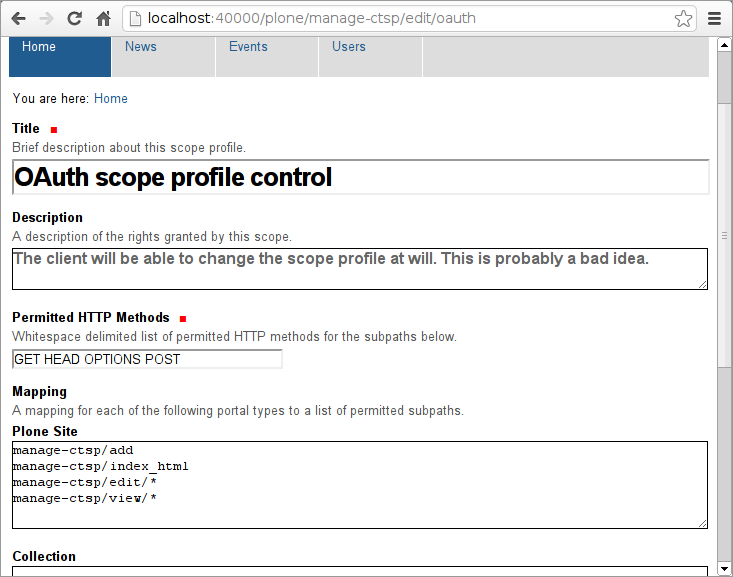 localhost:40000/plone/manage-ctsp/edit/oauth
Home News Events Users
You are here: Home
Title
Brief description about this scope profile.
OAuth scope profile control
Description
A description of the rights granted by this scope.
The client will be able to change the scope profile at will. This is probably a bad idea.
Permitted HTTP Methods
Whitespace delimited list of permitted HTTP methods for the subpaths below.
GET HEAD OPTIONS POST
Mapping
A mapping for each of the following portal types to a list of permitted subpaths.
Plone Site
manage-ctsp/add
manage-ctsp/index_html
manage-ctsp/edit/*
manage-ctsp/view/*
Collection